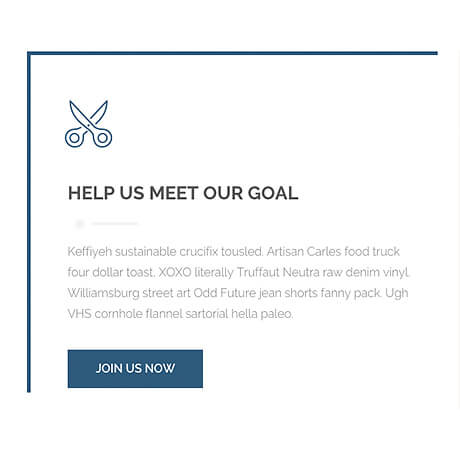 HELP US MEET OUR GOAL
Keffiyeh sustainable crucifix tousled. Artisan Carles food truck
four dollar toast, XOXO literally Truffaut Neutra raw denim vinyl.
Williamsburg street art Odd Future jean shorts fanny pack. Ugh
VHS cornhole flannel sartorial hella paleo.
JOIN US NOW